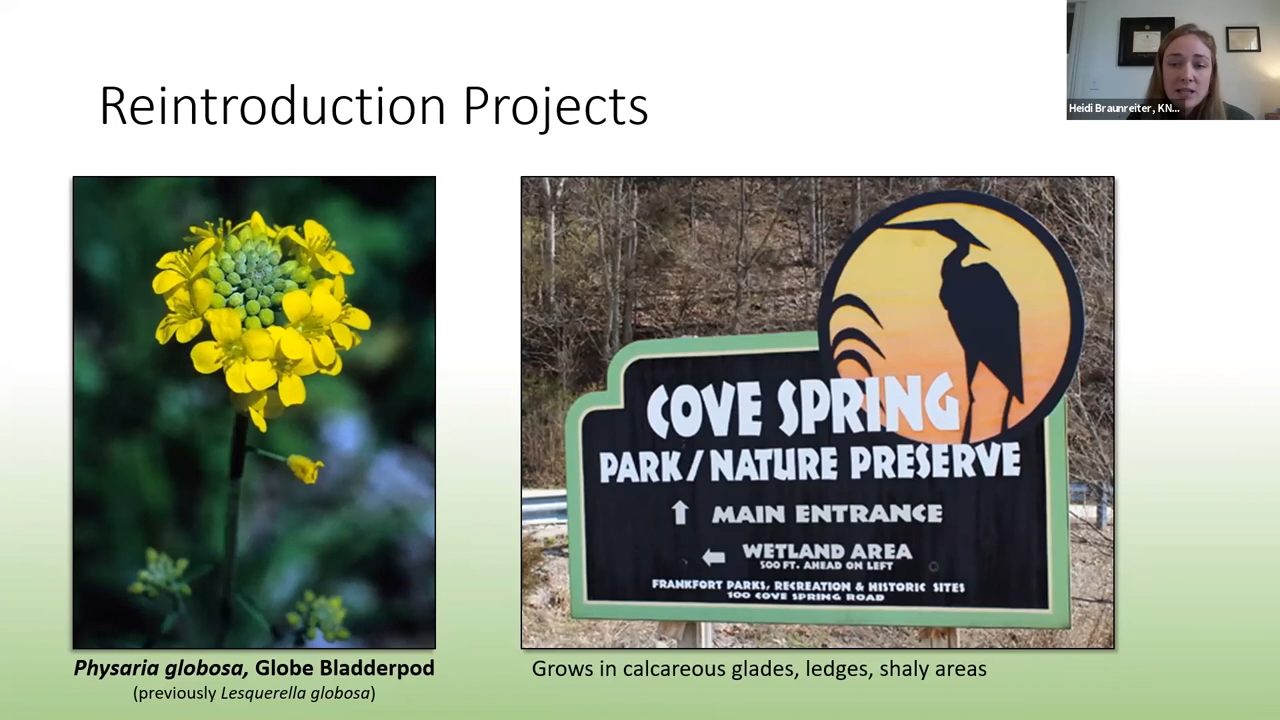 Reintroduction Projects
Heidi Braunreiter, KN...
COVE SPRING
PARK/NATURE PRESERVE
MAIN ENTRANCE
WETLAND AREA
500 FT. AHEAD ON LEFT
FRANKFORT PARKS, RECREATION & HISTORIC SITES
100 COVE SPRING ROAD
Physaria globosa, Globe Bladderpod
(previously Lesquerella globosa)
Grows in calcareous glades, ledges, shaly areas